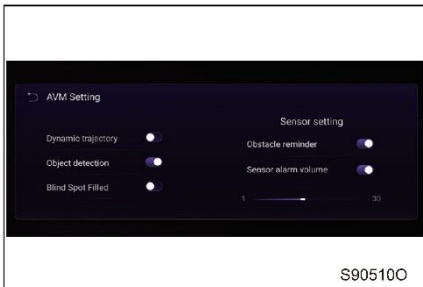 AVM Setting
Dynamic trajectory
Object detection
Blind Spot Filled
Sensor setting
Obstacle reminder
Sensor alarm volume
1 30
S90510O